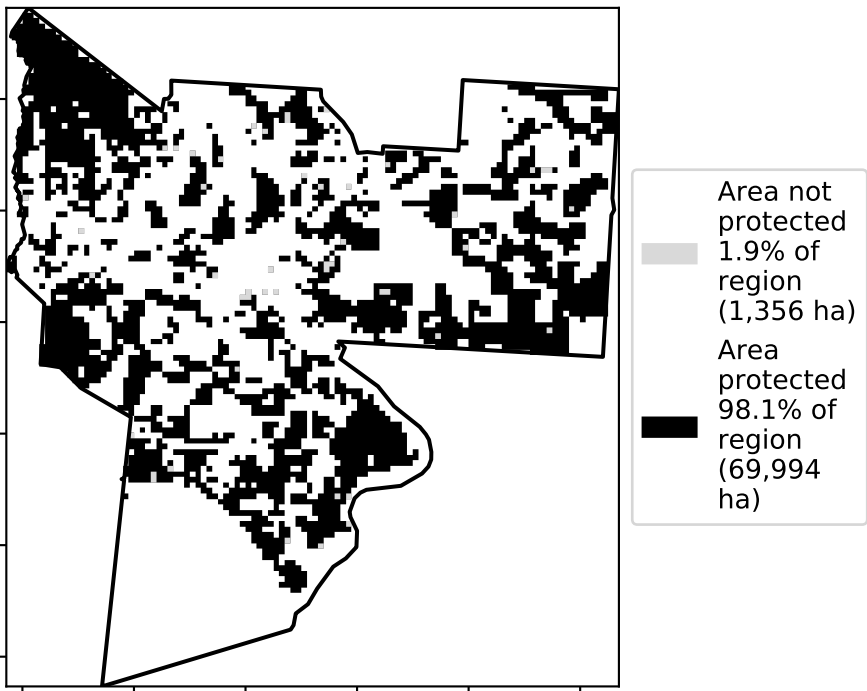 Area not
protected
1.9% of
region
(1,356 ha)
Area
protected
98.1% of
region
(69,994
ha)